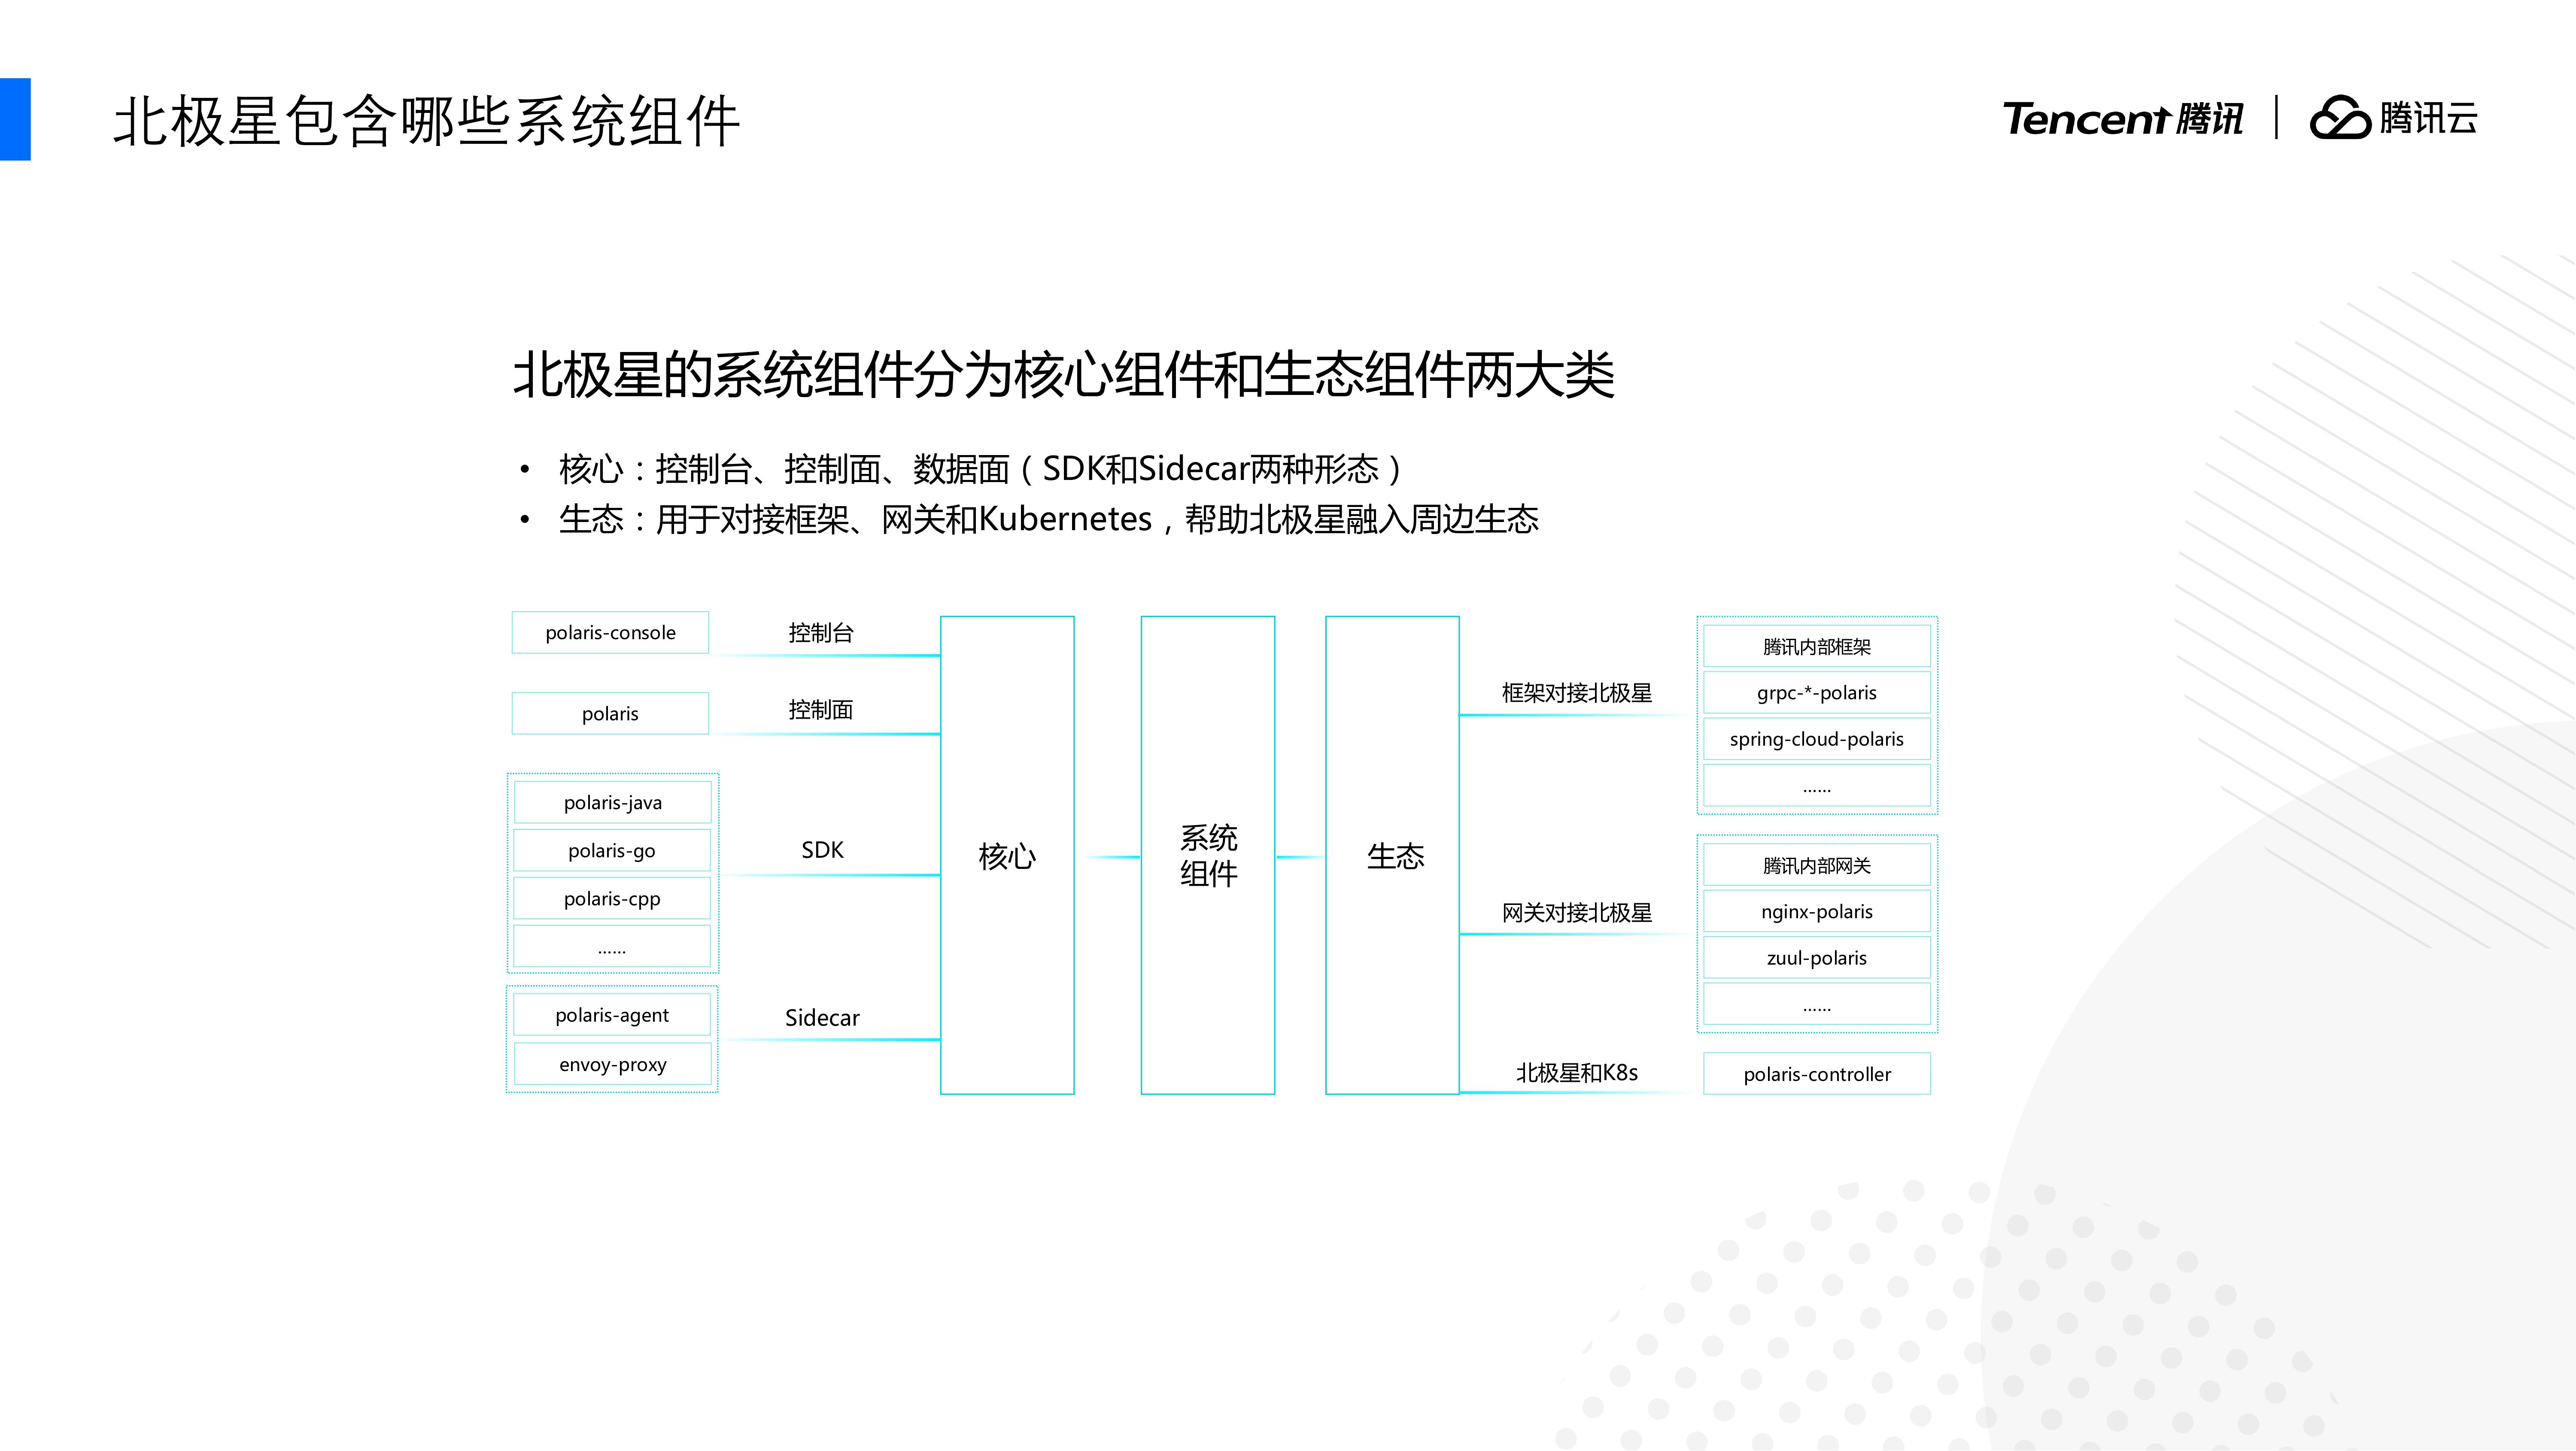 北极星包含哪些系统组件
Tencent腾讯 | 腾讯云
北极星的系统组件分为核心组件和生态组件两大类
• 核心：控制台、控制面、数据面（SDK和Sidecar两种形态）
• 生态：用于对接框架、网关和Kubernetes，帮助北极星融入周边生态
polaris-console
控制台
polaris
控制面
polaris-java
polaris-go
polaris-cpp
......
SDK
polaris-agent
envoy-proxy
Sidecar
核心
系统
组件
生态
框架对接北极星
腾讯内部框架
grpc-*-polaris
spring-cloud-polaris
......
网关对接北极星
腾讯内部网关
nginx-polaris
zuul-polaris
......
北极星和K8s
polaris-controller